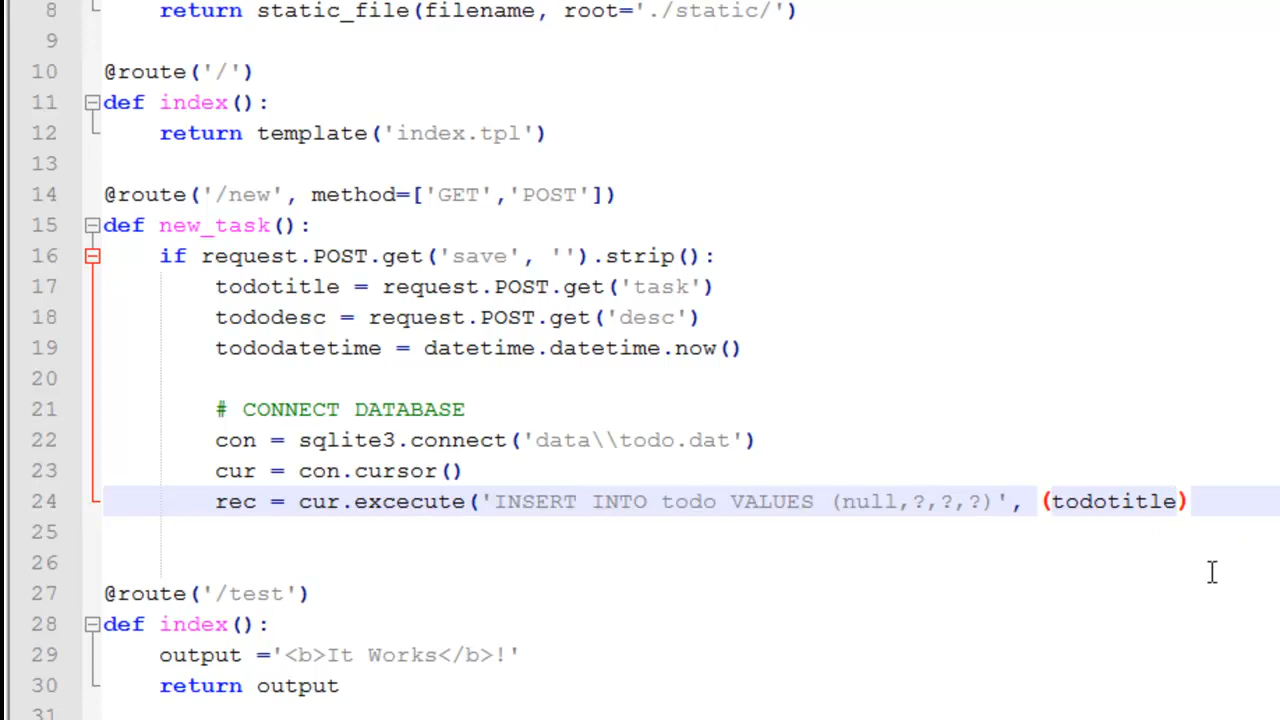 8 return static_file(filename, root='./static/')
9
10 @route('/')
11 def index():
12 return template('index.tpl')
13
14 @route('/new', method=['GET','POST'])
15 def new_task():
16 if request.POST.get('save', '').strip():
17 todotitle = request.POST.get('task')
18 tododesc = request.POST.get('desc')
19 tododatetime = datetime.datetime.now()
20
21 # CONNECT DATABASE
22 con = sqlite3.connect('data\\todo.dat')
23 cur = con.cursor()
24 rec = cur.excecute('INSERT INTO todo VALUES (null,?,?,?)', (todotitle)
25
26
27 @route('/test')
28 def index():
29 output ='<b>It Works</b>!'
30 return output
31